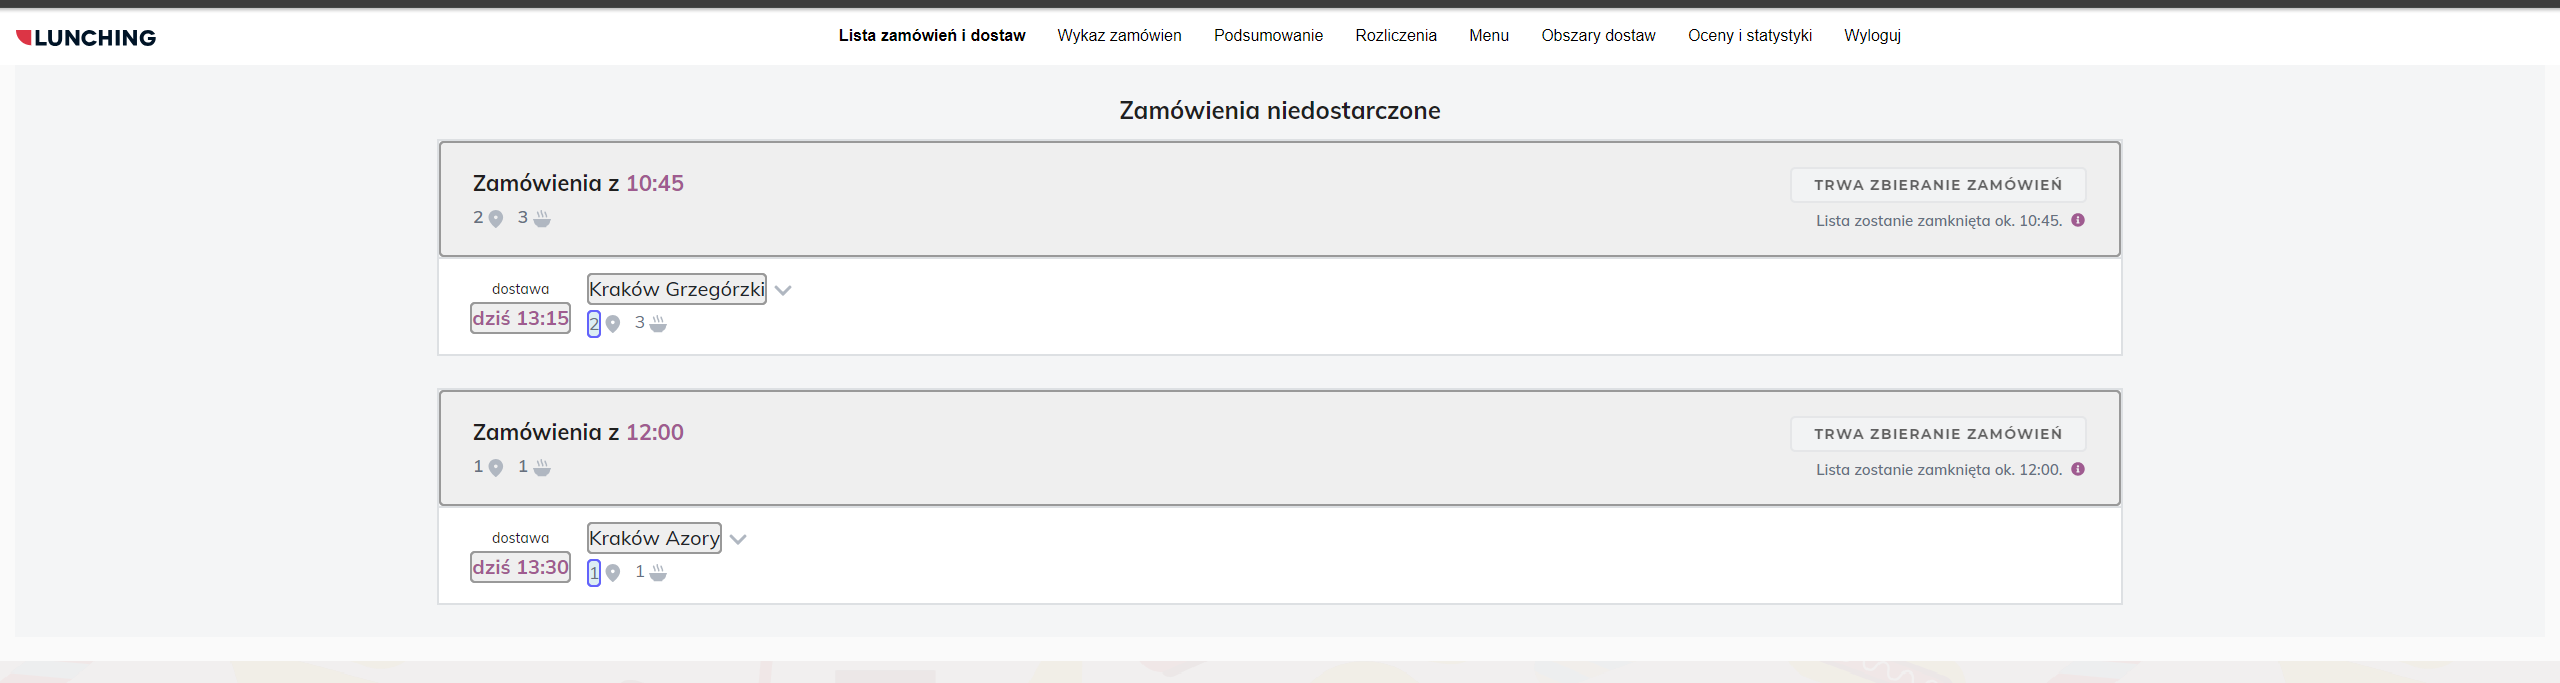 LUNCHING
Lista zamówień i dostaw Wykaz zamówien Podsumowanie Rozliczenia Menu Obszary dostaw Oceny i statystyki Wyloguj
Zamówienia niedostarczone
Zamówienia z 10:45
TRWA ZBIERANIE ZAMÓWIEŃ
2 3
Lista zostanie zamknięta ok. 10:45.
dostawa
Kraków Grzegórzki
dziś 13:15
2 3
Zamówienia z 12:00
TRWA ZBIERANIE ZAMÓWIEŃ
1 1
Lista zostanie zamknięta ok. 12:00.
dostawa
Kraków Azory
dziś 13:30
1 1